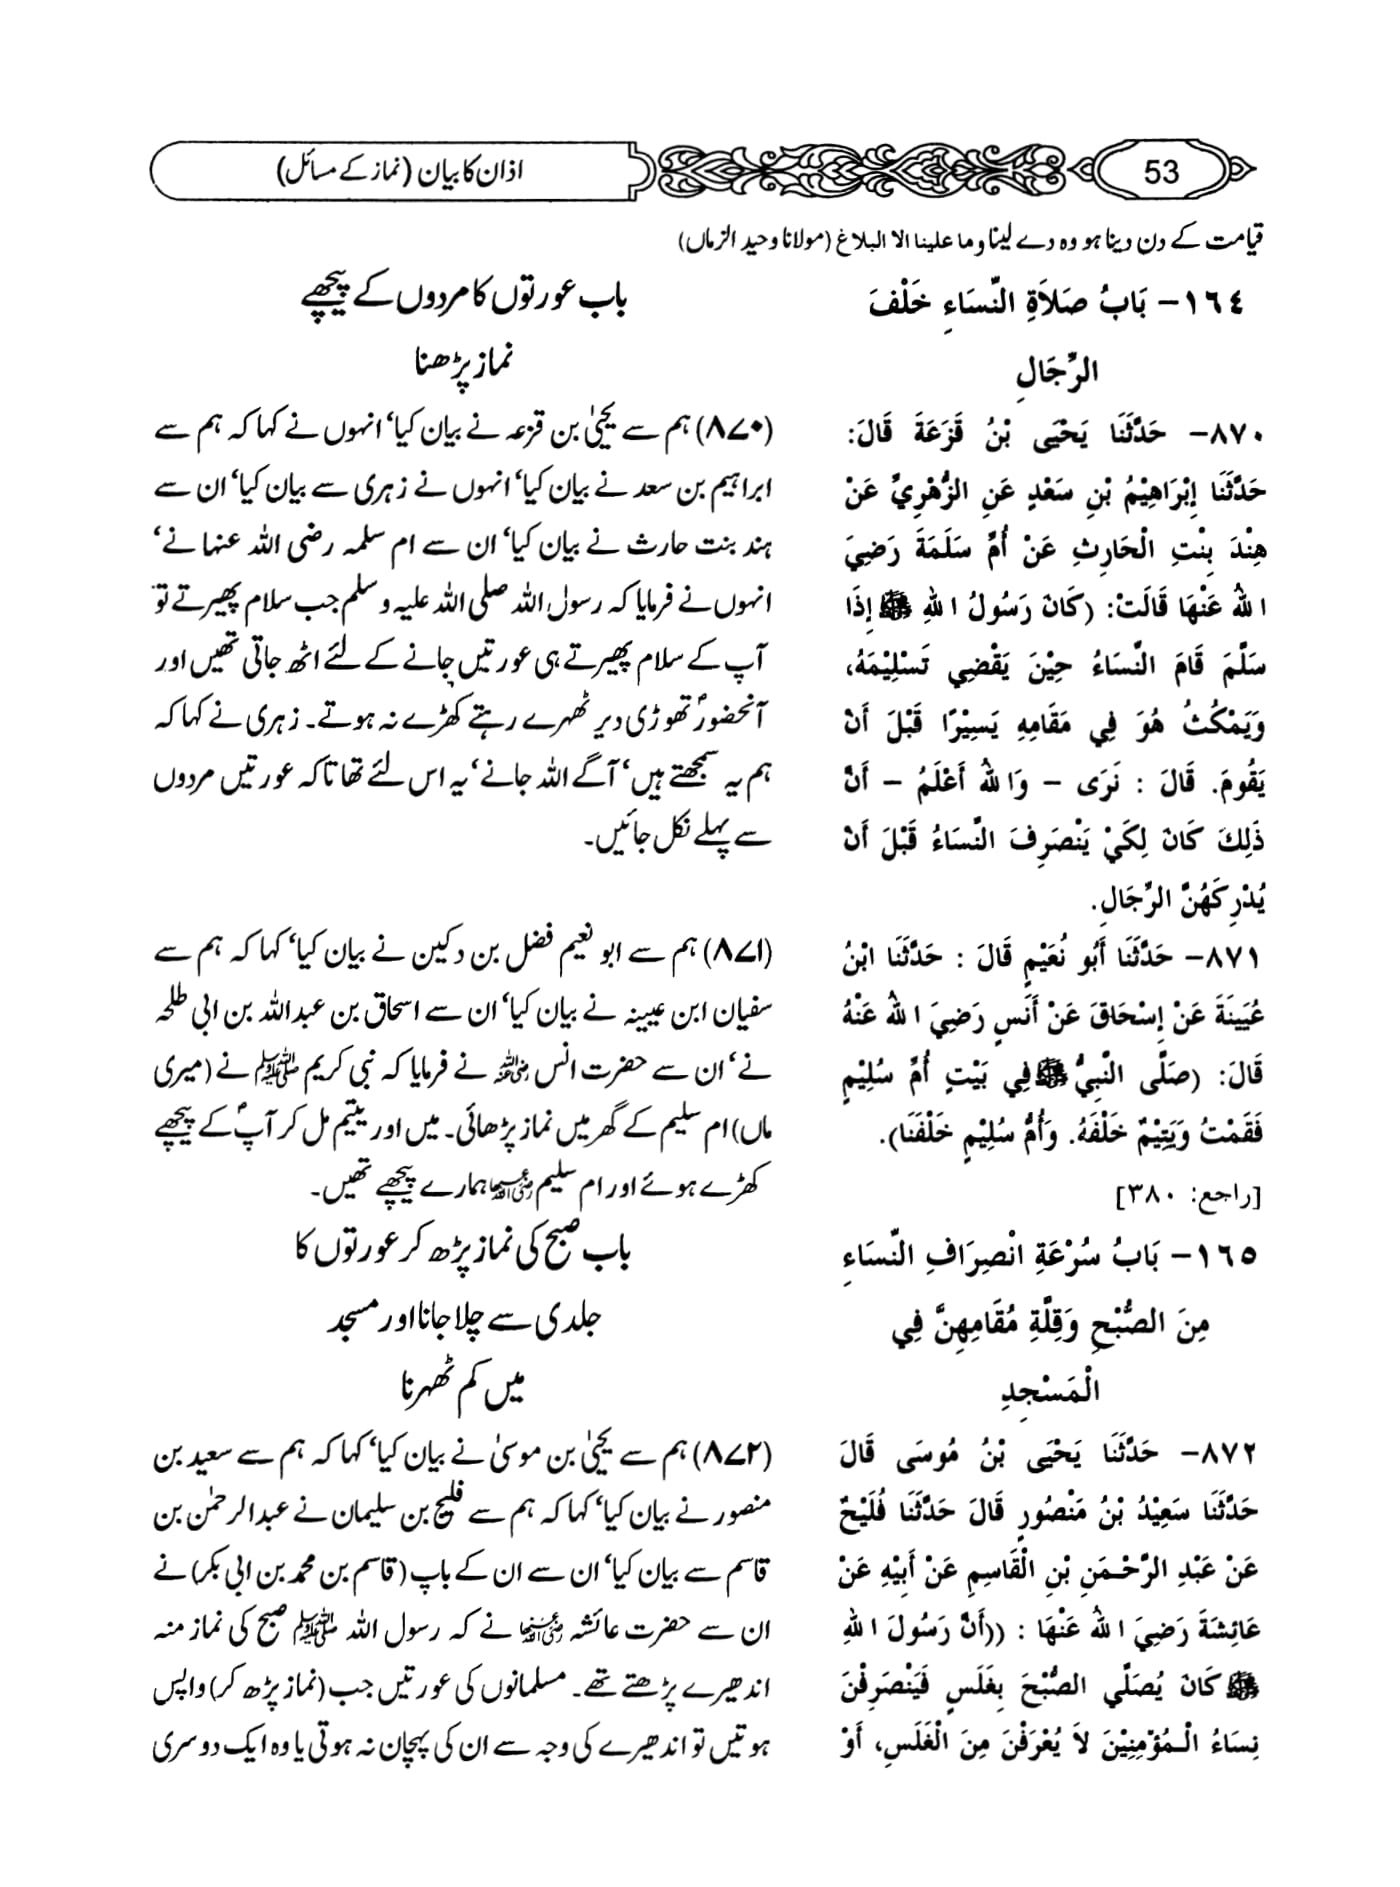 53
اذان کا بیان (نماز کے مسائل)
قیامت کے دن دینا ہو وہ دے لینا وما علینا الا البلاغ (مولانا وحید الزماں)
١٦٤- بَابُ صَلاَةِ النِّسَاءِ خَلْفَ
الرِّجَالِ
٨٧٠- حَدَّثَنَا يَحْيَى بْنُ قَزَعَةَ قَالَ:
حَدَّثَنَا إِبْرَاهِيْمُ بْنِ سَعْدٍ عَنِ الزُّهْرِيِّ عَنْ
هِنْدَ بِنْتِ الْحَارِثِ عَنْ أُمِّ سَلَمَةَ رَضِيَ
اللهُ عَنْهَا قَالَتْ: (كَانَ رَسُولُ اللهِ ﷺ إِذَا
سَلَّمَ قَامَ النِّسَاءُ حِيْنَ يَقْضِي تَسْلِيْمَهُ،
وَيَمْكُثُ هُوَ فِي مَقَامِهِ يَسِيْرًا قَبْلَ أَنْ
يَقُومَ. قَالَ : نَرَى – وَاللهُ أَعْلَمُ – أَنَّ
ذَلِكَ كَانَ لِكَيْ يَنْصَرِفَ النِّسَاءُ قَبْلَ أَنْ
يُدْرِكَهُنَّ الرِّجَالِ.
٨٧١- حَدَّثَنَا أَبُو نُعَيْمٍ قَالَ : حَدَّثَنَا ابْنُ
عُيَيْنَةَ عَنْ إِسْحَاقَ عَنْ أَنَسٍ رَضِيَ اللهُ عَنْهُ
قَالَ: (صَلَّى النَّبِيُّ ﷺ فِي بَيْتِ أُمِّ سُلِيْمٍ
فَقَمْتُ وَيَتِيْمٌ خَلْفَهُ. وَأُمُّ سُلِيْمٍ خَلْفَنَا).
[راجع: ٣٨٠]
١٦٥- بَابُ سُرْعَةِ انْصِرَافِ النِّسَاءِ
مِنَ الصُّبْحِ وَقِلَّةِ مُقَامِهِنَّ فِي
الْمَسْجِدِ
٨٧٢- حَدَّثَنَا يَحْيَى بْنُ مُوسَى قَالَ
حَدَّثَنَا سَعِيْدُ بْنُ مَنْصُورٍ قَالَ حَدَّثَنَا فُلَيْحٌ
عَنْ عَبْدِ الرَّحْمَنِ بْنِ الْقَاسِمِ عَنْ أَبِيْهِ عَنْ
عَائِشَةَ رَضِيَ اللهُ عَنْهَا : ((أَنَّ رَسُولَ اللهِ
ﷺ كَانَ يُصَلِّي الصُّبْحَ بِغَلَسٍ فَيَنْصَرِفْنَ
نِسَاءُ الْمُؤْمِنِيْنَ لاَ يُعْرَفْنَ مِنَ الْغَلَسِ، أَوْ
باب عورتوں کا مردوں کے پیچھے
نماز پڑھنا
(۸۷۰) ہم سے یحییٰ بن قزعہ نے بیان کیا‘ انہوں نے کہا کہ ہم سے
ابراہیم بن سعد نے بیان کیا‘ انہوں نے زہری سے بیان کیا‘ ان سے
ہند بنت حارث نے بیان کیا‘ ان سے ام سلمہ رضی اللہ عنہا نے‘
انہوں نے فرمایا کہ رسول اللہ صلی اللہ علیہ وسلم جب سلام پھیرتے تو
آپ کے سلام پھیرتے ہی عورتیں جانے کے لئے اٹھ جاتی تھیں اور
آنحضورؐ تھوڑی دیر ٹھہرے رہتے کھڑے نہ ہوتے۔ زہری نے کہا کہ
ہم یہ سمجھتے ہیں‘ آگے اللہ جانے‘ یہ اس لئے تھا تاکہ عورتیں مردوں
سے پہلے نکل جائیں۔
(۸۷۱) ہم سے ابو نعیم فضل بن دکین نے بیان کیا‘ کہا کہ ہم سے
سفیان ابن عیینہ نے بیان کیا‘ ان سے اسحاق بن عبداللہ بن ابی طلحہ
نے‘ ان سے حضرت انس رضی اللہ عنہ نے فرمایا کہ نبی کریم ﷺ نے (میری
ماں) ام سلیم کے گھر میں نماز پڑھائی۔ میں اور یتیم مل کر آپؐ کے پیچھے
کھڑے ہوئے اور ام سلیم رضی اللہ عنہا ہمارے پیچھے تھیں۔
باب صبح کی نماز پڑھ کر عورتوں کا
جلدی سے چلا جانا اور مسجد
میں کم ٹھہرنا
(۸۷۲) ہم سے یحییٰ بن موسیٰ نے بیان کیا‘ کہا کہ ہم سے سعید بن
منصور نے بیان کیا‘ کہا کہ ہم سے فلیح بن سلیمان نے عبدالرحمٰن بن
قاسم سے بیان کیا‘ ان سے ان کے باپ (قاسم بن محمد بن ابی بکر) نے
ان سے حضرت عائشہ رضی اللہ عنہا نے کہ رسول اللہ ﷺ صبح کی نماز منہ
اندھیرے پڑھتے تھے۔ مسلمانوں کی عورتیں جب (نماز پڑھ کر) واپس
ہوتیں تو اندھیرے کی وجہ سے ان کی پہچان نہ ہوتی یا وہ ایک دوسری